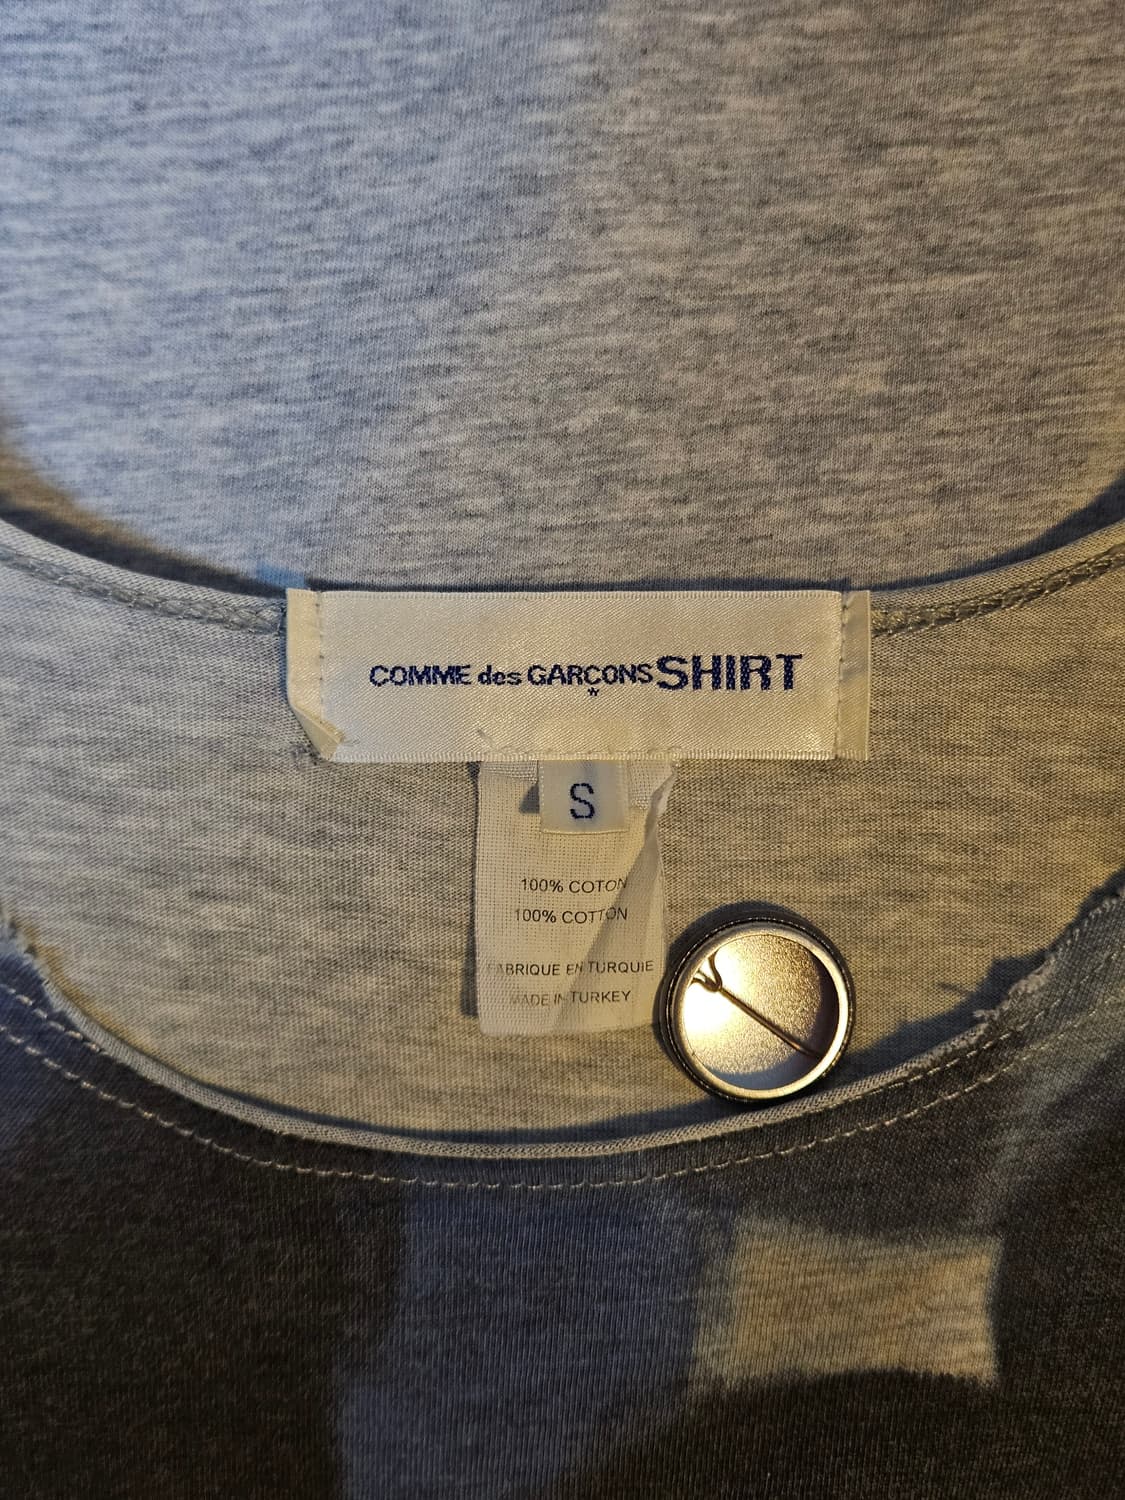 COMME des GARÇONS SHIRT
S
100% COTON
100% COTTON
FABRIQUE EN TURQUIE
MADE IN TURKEY